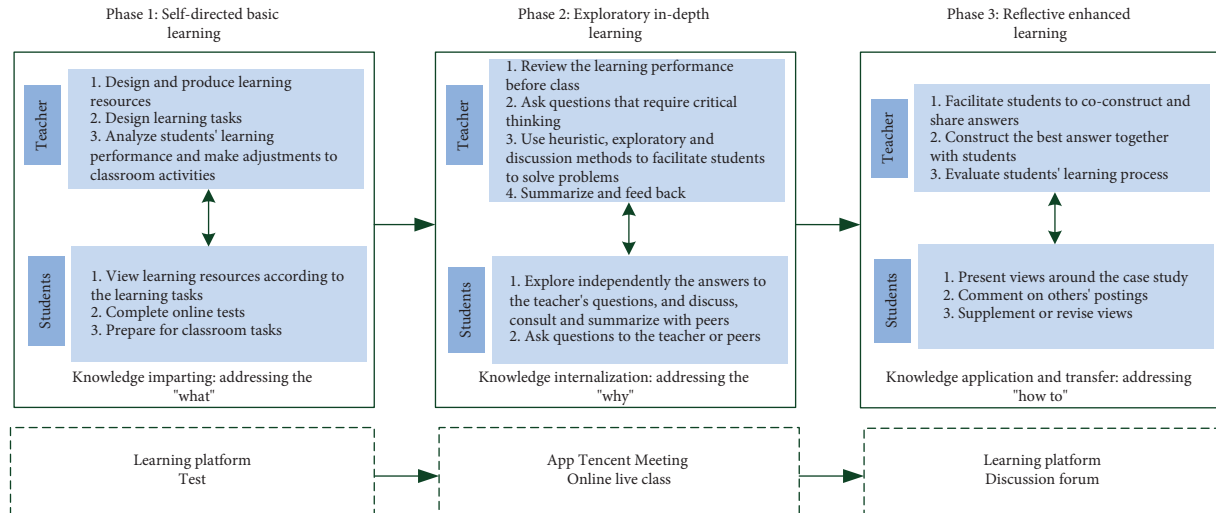 Phase 1: Self-directed basic
learning
Teacher
1. Design and produce learning
resources
2. Design learning tasks
3. Analyze students' learning
performance and make adjustments to
classroom activities
Students
1. View learning resources according to
the learning tasks
2. Complete online tests
3. Prepare for classroom tasks
Knowledge imparting: addressing the
"what"
Learning platform
Test
Phase 2: Exploratory in-depth
learning
Teacher
1. Review the learning performance
before class
2. Ask questions that require critical
thinking
3. Use heuristic, exploratory and
discussion methods to facilitate students
to solve problems
4. Summarize and feed back
Students
1. Explore independently the answers to
the teacher's questions, and discuss,
consult and summarize with peers
2. Ask questions to the teacher or peers
Knowledge internalization: addressing the
"why"
App Tencent Meeting
Online live class
Phase 3: Reflective enhanced
learning
Teacher
1. Facilitate students to co-construct and
share answers
2. Construct the best answer together
with students
3. Evaluate students' learning process
Students
1. Present views around the case study
2. Comment on others' postings
3. Supplement or revise views
Knowledge application and transfer: addressing
"how to"
Learning platform
Discussion forum